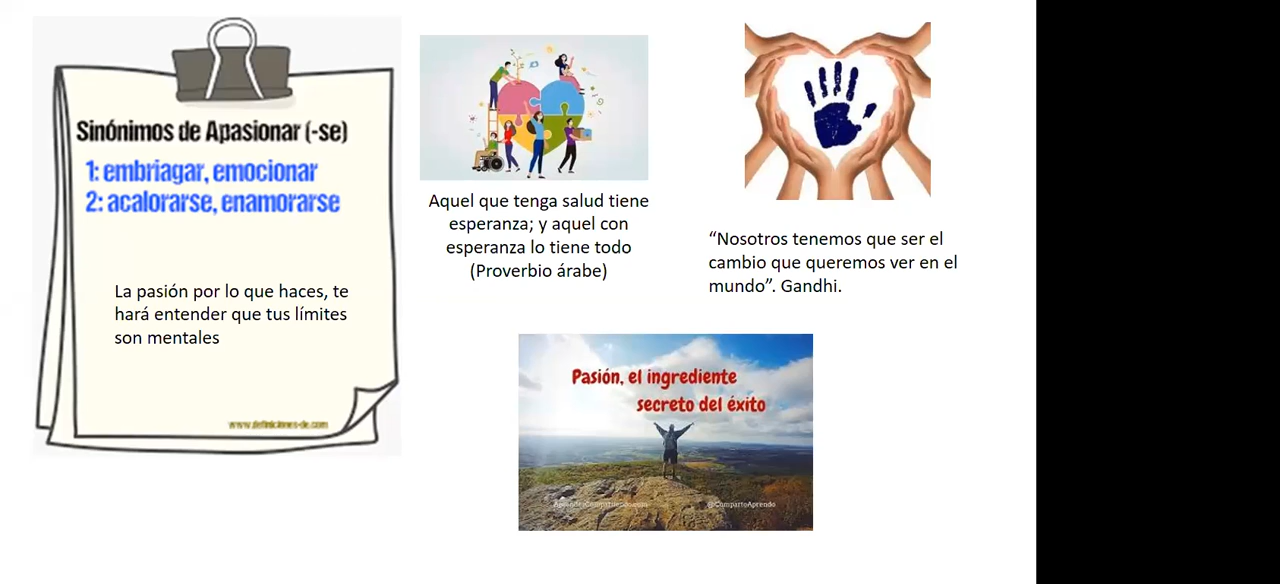 Sinónimos de Apasionar (-se)
1: embriagar, emocionar
2: acalorarse, enamorarse
La pasión por lo que haces, te
hará entender que tus límites
son mentales
www.definiciones-de.com
Aquel que tenga salud tiene
esperanza; y aquel con
esperanza lo tiene todo
(Proverbio árabe)
“Nosotros tenemos que ser el
cambio que queremos ver en el
mundo”. Gandhi.
Pasión, el ingrediente
secreto del éxito
@CompartoAprendo